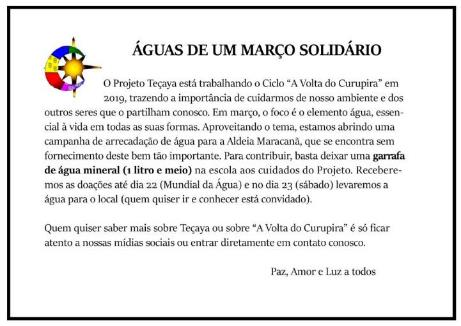 ÁGUAS DE UM MARÇO SOLIDÁRIO
O Projeto Teçaya está trabalhando o Ciclo “A Volta do Curupira” em
2019, trazendo a importância de cuidarmos de nosso ambiente e dos
outros seres que o partilham conosco. Em março, o foco é o elemento água, essen-
cial à vida em todas as suas formas. Aproveitando o tema, estamos abrindo uma
campanha de arrecadação de água para a Aldeia Maracanã, que se encontra sem
fornecimento deste bem tão importante. Para contribuir, basta deixar uma garrafa
de água mineral (1 litro e meio) na escola aos cuidados do Projeto. Recebere-
mos as doações até dia 22 (Mundial da Água) e no dia 23 (sábado) levaremos a
água para o local (quem quiser ir e conhecer está convidado).
Quem quiser saber mais sobre Teçaya ou sobre “A Volta do Curupira” é só ficar
atento a nossas mídias sociais ou entrar diretamente em contato conosco.
Paz, Amor e Luz a todos